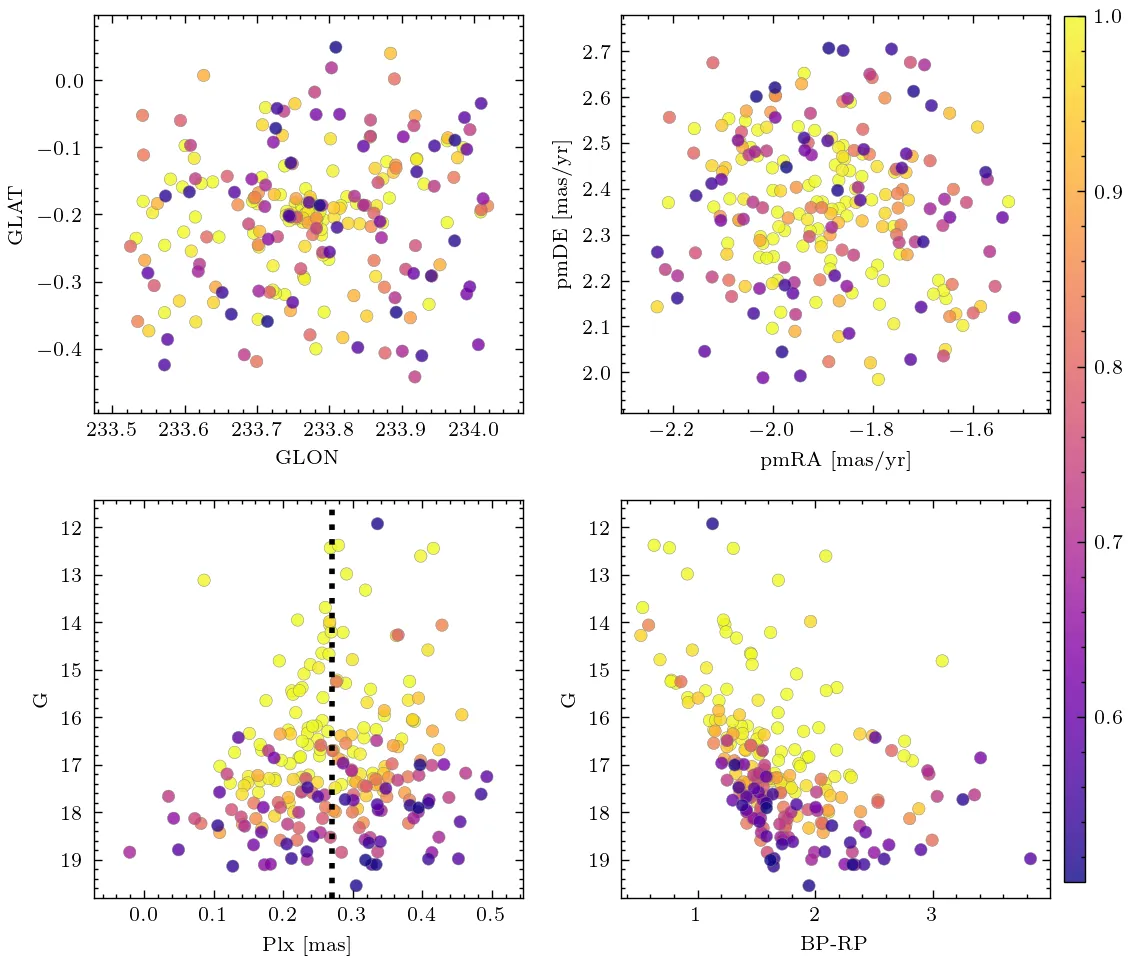 0.0
−0.1
−0.2
−0.3
−0.4
GLAT
233.5 233.6 233.7 233.8 233.9 234.0
GLON
2.7
2.6
2.5
2.4
2.3
2.2
2.1
2.0
pmDE [mas/yr]
−2.2 −2.0 −1.8 −1.6
pmRA [mas/yr]
1.0
0.9
0.8
0.7
0.6
12
13
14
15
16
17
18
19
G
0.0 0.1 0.2 0.3 0.4 0.5
Plx [mas]
12
13
14
15
16
17
18
19
G
1 2 3
BP-RP